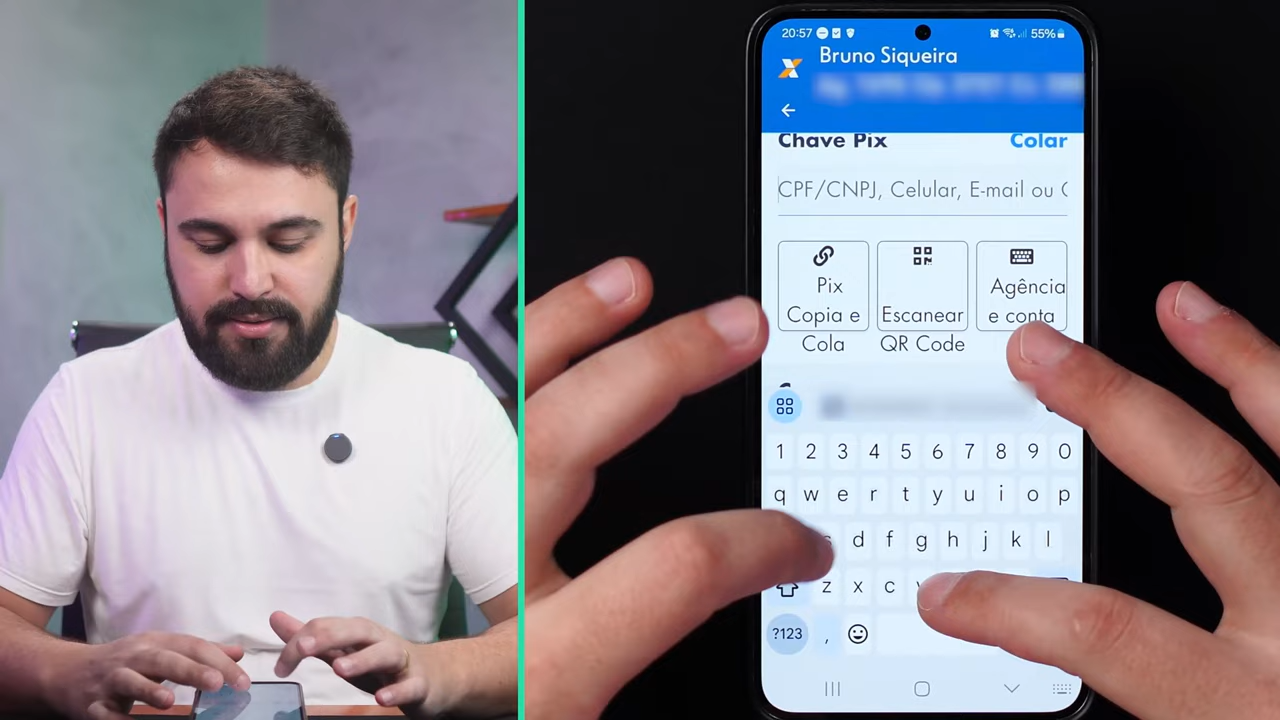 20:57 55%
Bruno Siqueira
Chave Pix Colar
CPF/CNPJ, Celular, E-mail ou
Pix
Copia e
Cola
Escanear
QR Code
Agência
e conta
1 2 3 4 5 6 7 8 9 0
q w e r t y u i o p
d f g h j k l
z x c
?123 ,